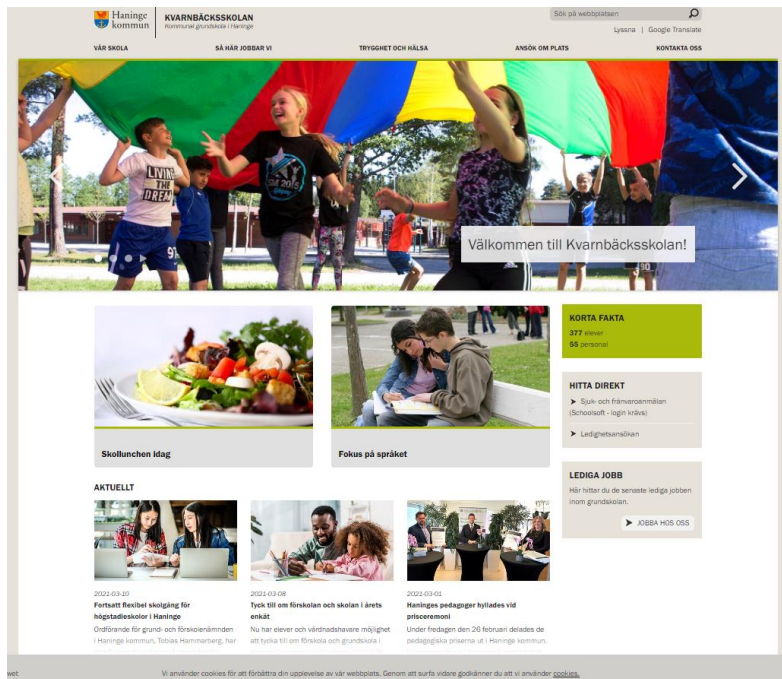 Haninge
kommun
KVARNBÄCKSSKOLAN
Kommunal grundskola i Haninge
Sök på webbplatsen
Lyssna | Google Translate
VÅR SKOLA
SÅ HÄR JOBBAR VI
TRYGGHET OCH HÄLSA
ANSÖK OM PLATS
KONTAKTA OSS
LIVING
THE
DREAM
SM 2015
97
90
Välkommen till Kvarnbäcksskolan!
Skollunchen idag
Fokus på språket
KORTA FAKTA
377 elever
55 personal
HITTA DIREKT
Sjuk- och frånvaroanmälan
(Schoolsoft - login krävs)
Ledighetsansökan
LEDIGA JOBB
Här hittar du de senaste lediga jobben
inom grundskolan.
JOBBA HOS OSS
AKTUELLT
2021-03-10
Fortsatt flexibel skolgång för
högstadieskolor i Haninge
Ordförande för grund- och förskolenämnden
i Haninge kommun, Tobias Hammarberg, har
2021-03-08
Tyck till om förskolan och skolan i årets
enkät
Nu har elever och vårdnadshavare möjlighet
att tycka till om förskola och grundskola i
2021-03-01
Haninges pedagoger hyllades vid
prisceremoni
Under fredagen den 26 februari delades de
pedagogiska priserna ut i Haninge kommun.
wet
Vi använder cookies för att förbättra din upplevelse av vår webbplats. Genom att surfa vidare godkänner du att vi använder cookies.